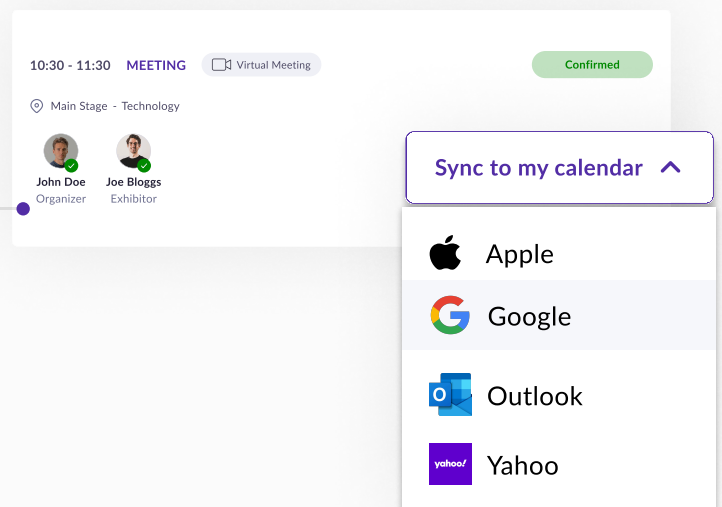 10:30 - 11:30 MEETING Virtual Meeting Confirmed
Main Stage - Technology
John Doe Joe Bloggs
Organizer Exhibitor
Sync to my calendar
Apple
Google
O Outlook
yahoo! Yahoo